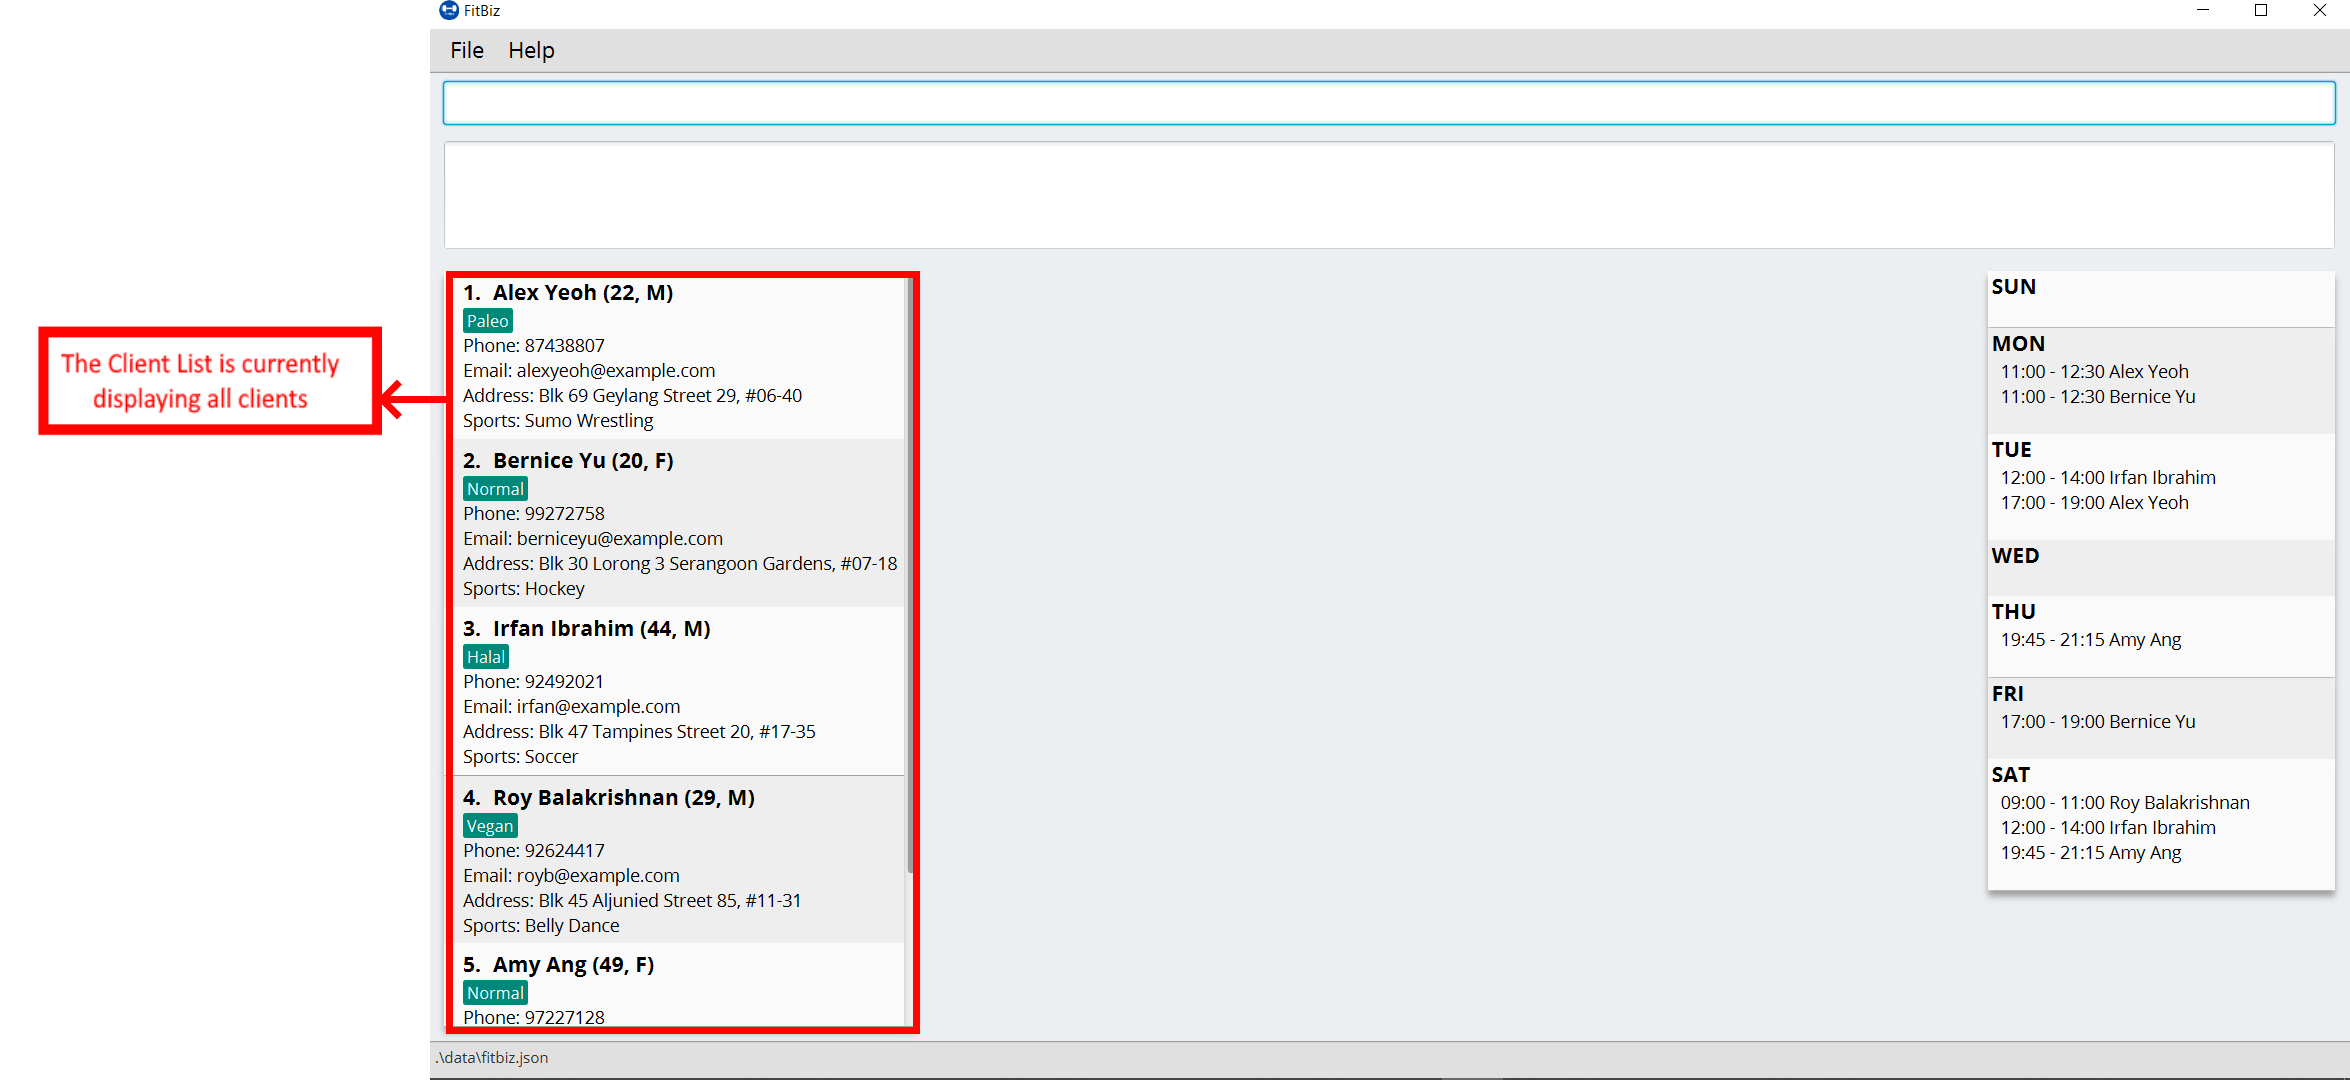 FitBiz
File Help
The Client List is currently
displaying all clients
1. Alex Yeoh (22, M)
Paleo
Phone: 87438807
Email: alexyeoh@example.com
Address: Blk 69 Geylang Street 29, #06-40
Sports: Sumo Wrestling
2. Bernice Yu (20, F)
Normal
Phone: 99272758
Email: berniceyu@example.com
Address: Blk 30 Lorong 3 Serangoon Gardens, #07-18
Sports: Hockey
3. Irfan Ibrahim (44, M)
Halal
Phone: 92492021
Email: irfan@example.com
Address: Blk 47 Tampines Street 20, #17-35
Sports: Soccer
4. Roy Balakrishnan (29, M)
Vegan
Phone: 92624417
Email: royb@example.com
Address: Blk 45 Aljunied Street 85, #11-31
Sports: Belly Dance
5. Amy Ang (49, F)
Normal
Phone: 97227128
SUN
MON
11:00 - 12:30 Alex Yeoh
11:00 - 12:30 Bernice Yu
TUE
12:00 - 14:00 Irfan Ibrahim
17:00 - 19:00 Alex Yeoh
WED
THU
19:45 - 21:15 Amy Ang
FRI
17:00 - 19:00 Bernice Yu
SAT
09:00 - 11:00 Roy Balakrishnan
12:00 - 14:00 Irfan Ibrahim
19:45 - 21:15 Amy Ang
.\data\fitbiz.json